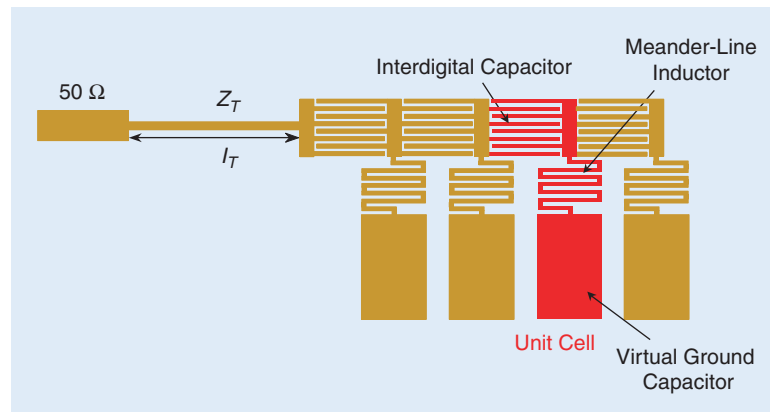 Meander-Line
Inductor
Interdigital Capacitor
50 Ω
Z_T
l_T
Unit Cell
Virtual Ground
Capacitor